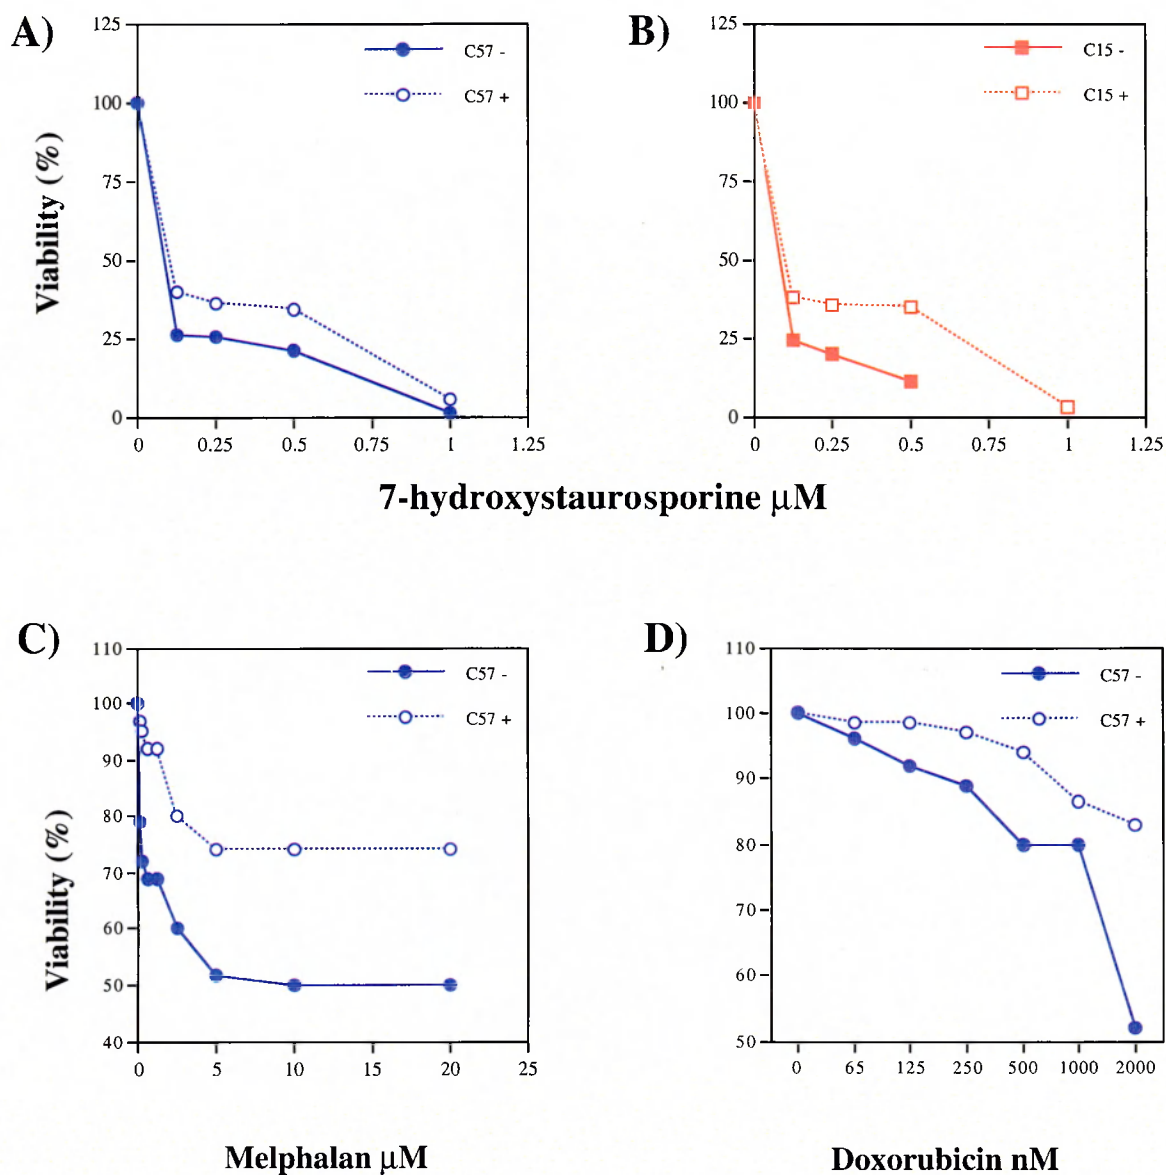 A)
125
100
75
50
25
0
0 0.25 0.5 0.75 1 1.25
C57 -
C57 +
Viability (%)
B)
125
100
75
50
25
0
0 0.25 0.5 0.75 1 1.25
C15 -
C15 +
7-hydroxystaurosporine μM
C)
110
100
90
80
70
60
50
40
0 5 10 15 20 25
C57 -
C57 +
Viability (%)
Melphalan μM
D)
110
100
90
80
70
60
50
0 65 125 250 500 1000 2000
C57 -
C57 +
Doxorubicin nM